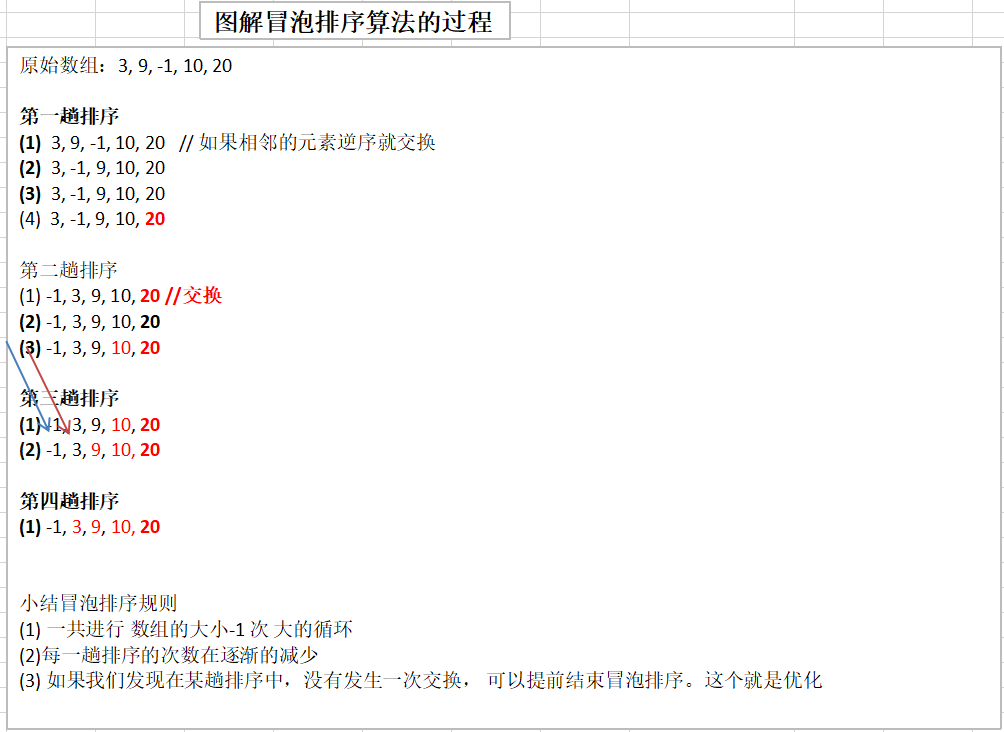 图解冒泡排序算法的过程
原始数组：3, 9, -1, 10, 20
第一趟排序
(1) 3, 9, -1, 10, 20 // 如果相邻的元素逆序就交换
(2) 3, -1, 9, 10, 20
(3) 3, -1, 9, 10, 20
(4) 3, -1, 9, 10, 20
第二趟排序
(1) -1, 3, 9, 10, 20 //交换
(2) -1, 3, 9, 10, 20
(3) -1, 3, 9, 10, 20
第三趟排序
(1) -1, 3, 9, 10, 20
(2) -1, 3, 9, 10, 20
第四趟排序
(1) -1, 3, 9, 10, 20
小结冒泡排序规则
(1) 一共进行 数组的大小-1 次 大的循环
(2)每一趟排序的次数在逐渐的减少
(3) 如果我们发现在某趟排序中，没有发生一次交换， 可以提前结束冒泡排序。这个就是优化